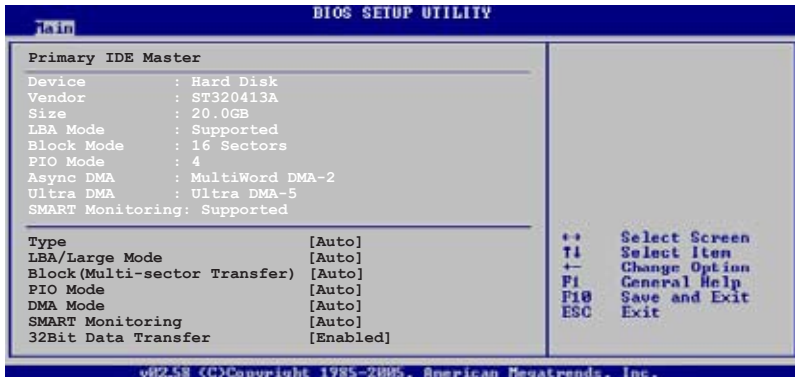 BIOS SETUP UTILITY
Main
Primary IDE Master
Device : Hard Disk
Vendor : ST320413A
Size : 20.0GB
LBA Mode : Supported
Block Mode : 16 Sectors
PIO Mode : 4
Async DMA : MultiWord DMA-2
Ultra DMA : Ultra DMA-5
SMART Monitoring: Supported
Type [Auto]
LBA/Large Mode [Auto]
Block(Multi-sector Transfer) [Auto]
PIO Mode [Auto]
DMA Mode [Auto]
SMART Monitoring [Auto]
32Bit Data Transfer [Enabled]
←→ Select Screen
↑↓ Select Item
+- Change Option
F1 General Help
F10 Save and Exit
ESC Exit
v02.58 (C)Copyright 1985-2005, American Megatrends, Inc.